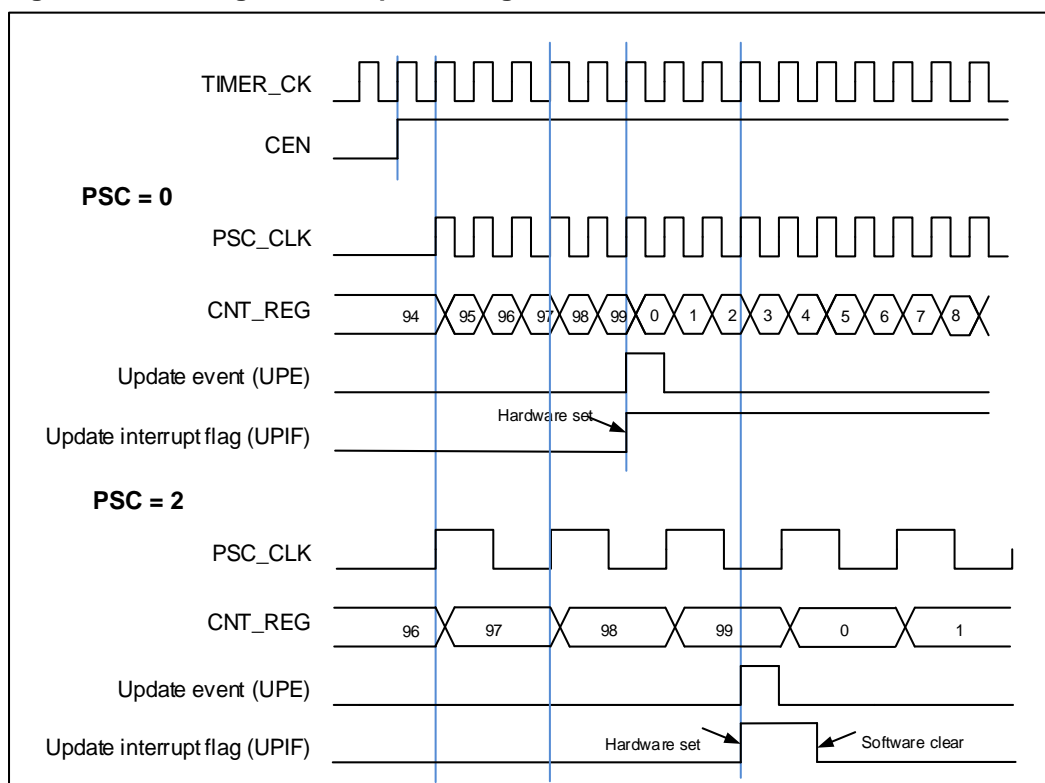 TIMER_CK
CEN
PSC = 0
PSC_CLK
CNT_REG 94 95 96 97 98 99 0 1 2 3 4 5 6 7 8
Update event (UPE)
Hardware set
Update interrupt flag (UPIF)
PSC = 2
PSC_CLK
CNT_REG 96 97 98 99 0 1
Update event (UPE)
Update interrupt flag (UPIF) Hardware set Software clear